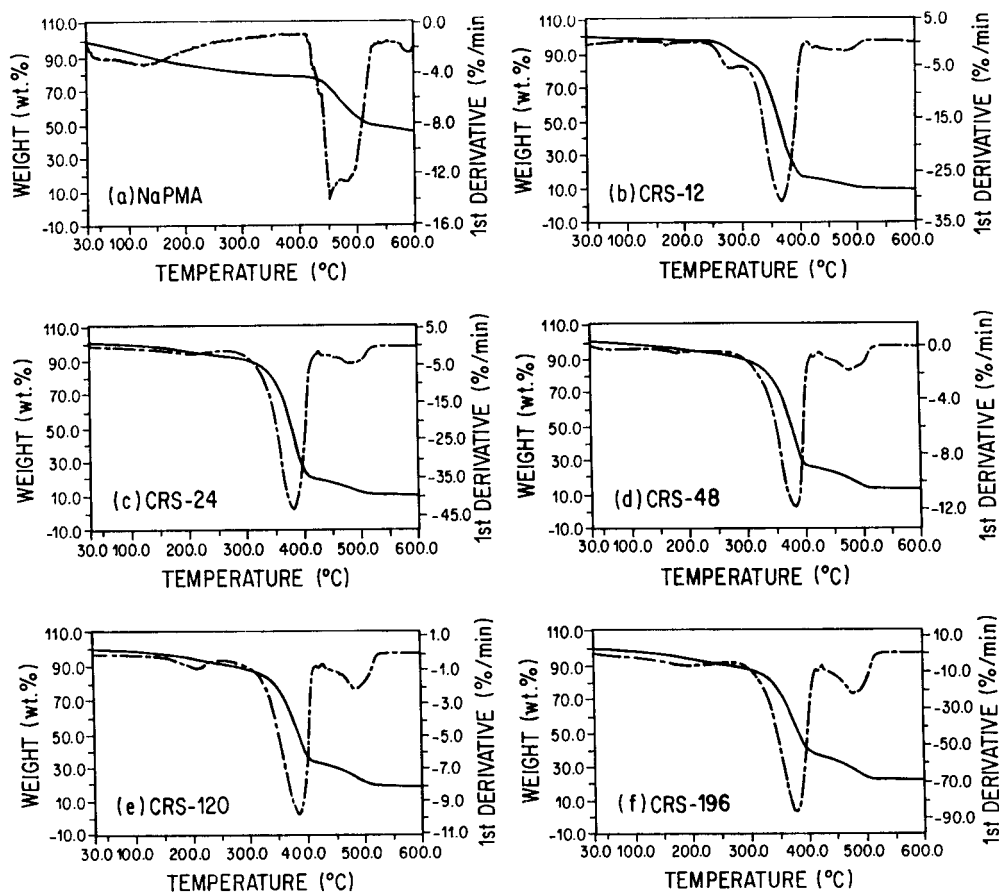 WEIGHT (wt.%)
110.0
90.0
70.0
50.0
30.0
10.0
-10.0
(a) NaPMA
0.0
-4.0
-8.0
-12.0
-16.0
1st DERIVATIVE (%/min)
30.0 100.0 200.0 300.0 400.0 500.0 600.0
TEMPERATURE (°C)
WEIGHT (wt.%)
110.0
90.0
70.0
50.0
30.0
10.0
-10.0
(b) CRS-12
5.0
-5.0
-15.0
-25.0
-35.0
1st DERIVATIVE (%/min)
30.0 100.0 200.0 300.0 400.0 500.0 600.0
TEMPERATURE (°C)
WEIGHT (wt.%)
110.0
90.0
70.0
50.0
30.0
10.0
-10.0
(c) CRS-24
5.0
-5.0
-15.0
-25.0
-35.0
-45.0
1st DERIVATIVE (%/min)
30.0 100.0 200.0 300.0 400.0 500.0 600.0
TEMPERATURE (°C)
WEIGHT (wt.%)
110.0
90.0
70.0
50.0
30.0
10.0
-10.0
(d) CRS-48
0.0
-4.0
-8.0
-12.0
1st DERIVATIVE (%/min)
30.0 100.0 200.0 300.0 400.0 500.0 600.0
TEMPERATURE (°C)
WEIGHT (wt.%)
110.0
90.0
70.0
50.0
30.0
10.0
-10.0
(e) CRS-120
1.0
-1.0
-3.0
-5.0
-7.0
-9.0
-11.0
1st DERIVATIVE (%/min)
30.0 100.0 200.0 300.0 400.0 500.0 600.0
TEMPERATURE (°C)
WEIGHT (wt.%)
110.0
90.0
70.0
50.0
30.0
10.0
-10.0
(f) CRS-196
10.0
-10.0
-30.0
-50.0
-70.0
-90.0
1st DERIVATIVE (%/min)
30.0 100.0 200.0 300.0 400.0 500.0 600.0
TEMPERATURE (°C)